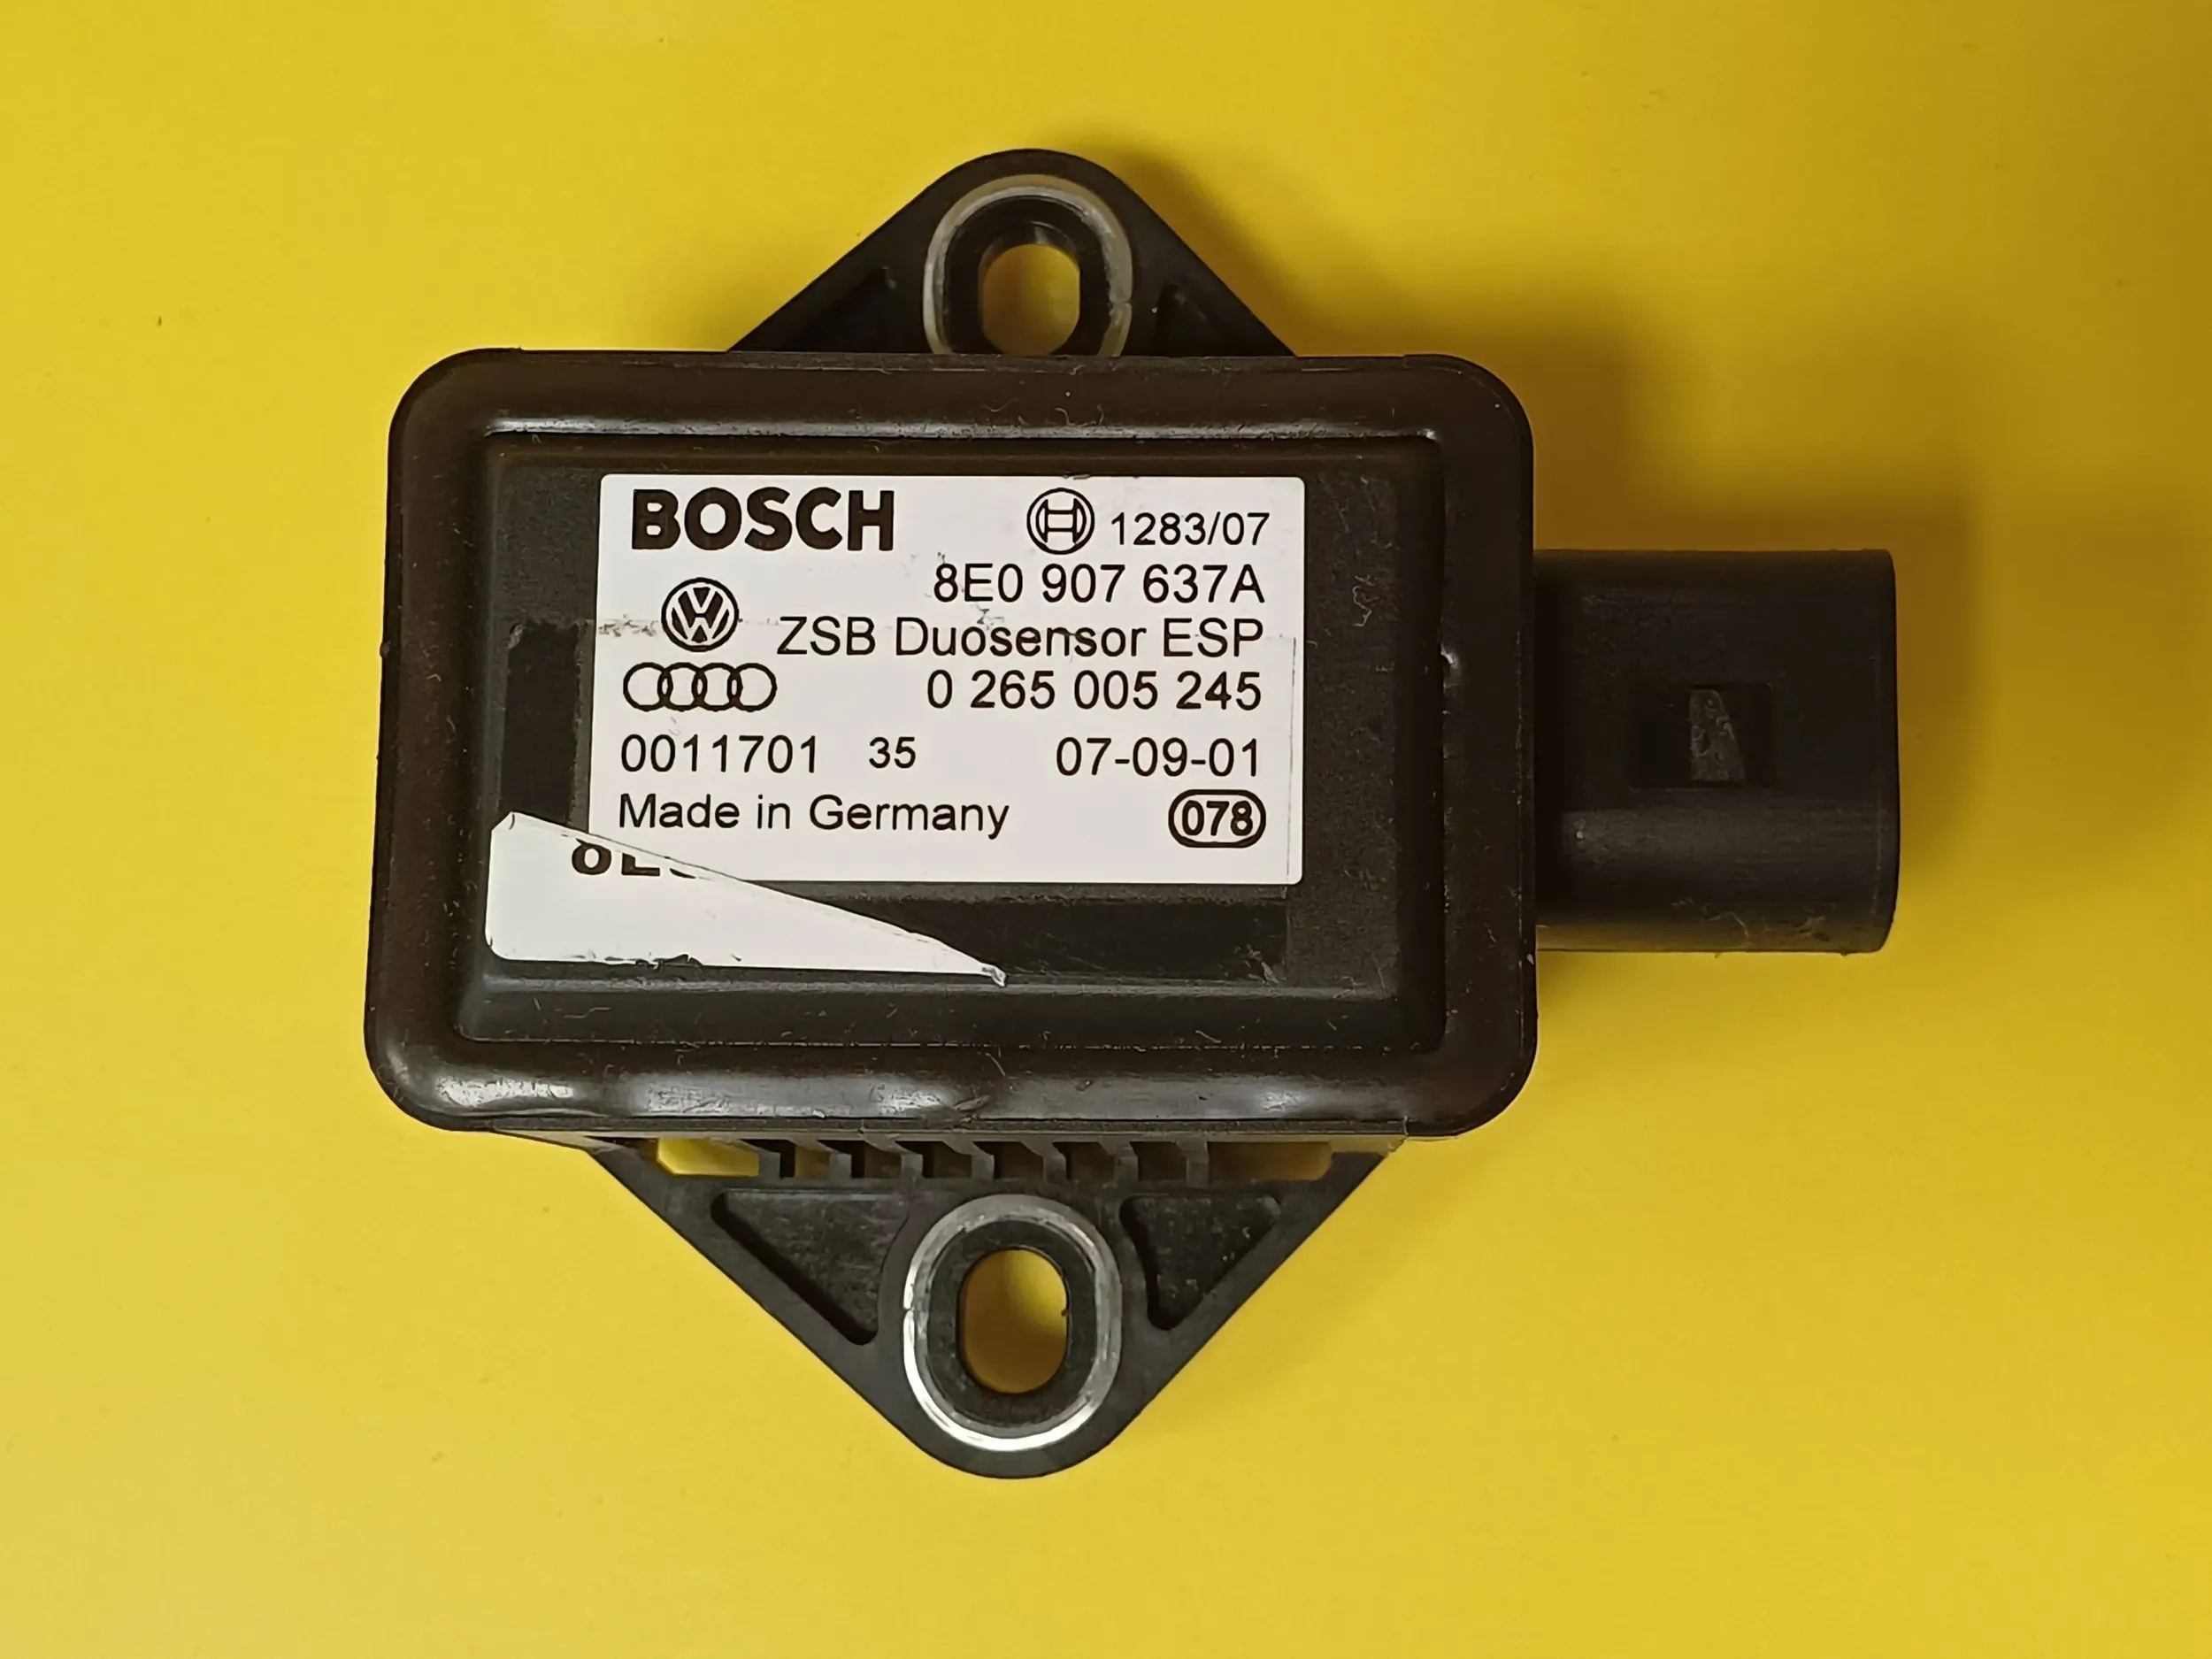 BOSCH 1283/07
8E0 907 637A
ZSB Duosensor ESP
0 265 005 245
0011701 35 07-09-01
Made in Germany 078